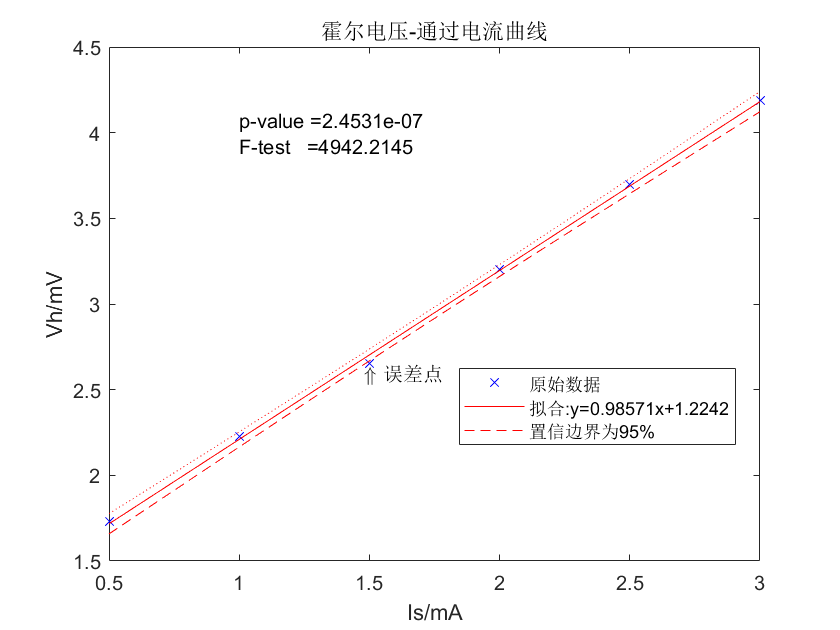 霍尔电压-通过电流曲线
4.5
4
3.5
3
2.5
2
1.5
Vh/mV
p-value =2.4531e-07
F-test   =4942.2145
⇑ 误差点
原始数据
拟合:y=0.98571x+1.2242
置信边界为95%
0.5
1
1.5
2
2.5
3
Is/mA